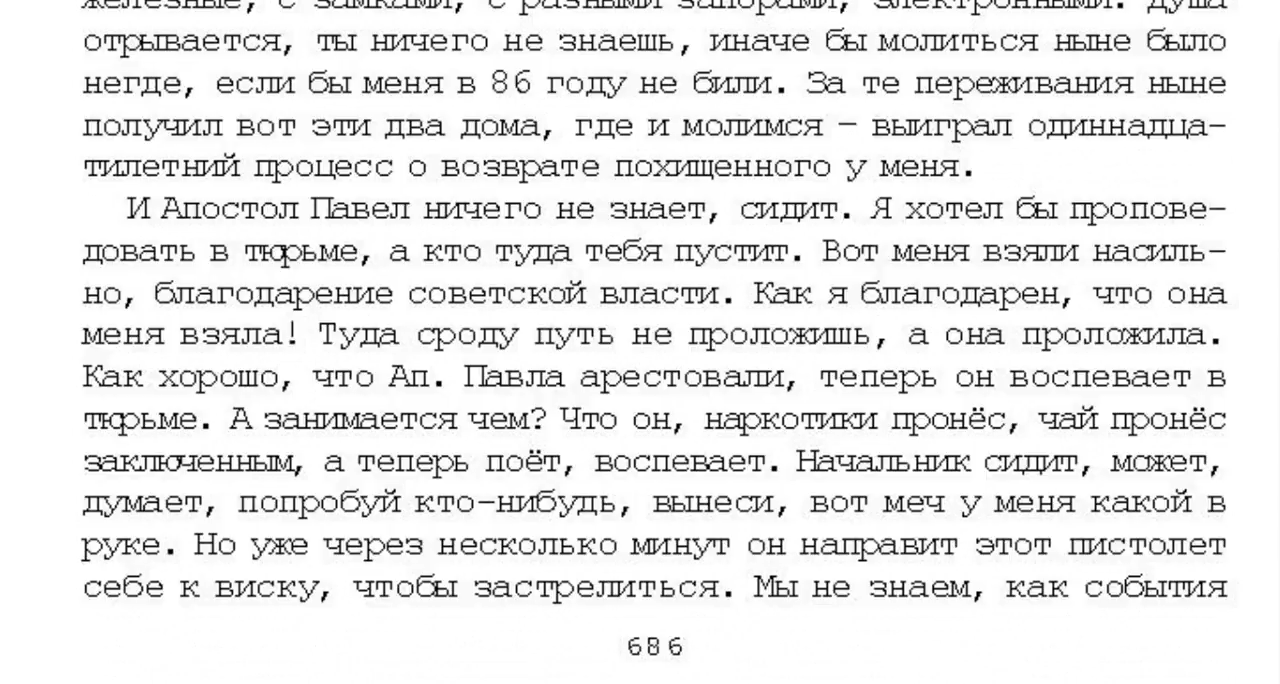 железные, с замками, с разными запорами, электронными. Душа
отрывается, ты ничего не знаешь, иначе бы молиться ныне было
негде, если бы меня в 86 году не били. За те переживания ныне
получил вот эти два дома, где и молимся – выиграл одиннадца-
тилетний процесс о возврате похищенного у меня.
И Апостол Павел ничего не знает, сидит. Я хотел бы пропове-
довать в тюрьме, а кто туда тебя пустит. Вот меня взяли насиль-
но, благодарение советской власти. Как я благодарен, что она
меня взяла! Туда сроду путь не проложишь, а она проложила.
Как хорошо, что Ап. Павла арестовали, теперь он воспевает в
тюрьме. А занимается чем? Что он, наркотики пронёс, чай пронёс
заключенным, а теперь поёт, воспевает. Начальник сидит, может,
думает, попробуй кто-нибудь, вынеси, вот меч у меня какой в
руке. Но уже через несколько минут он направит этот пистолет
себе к виску, чтобы застрелиться. Мы не знаем, как события
686